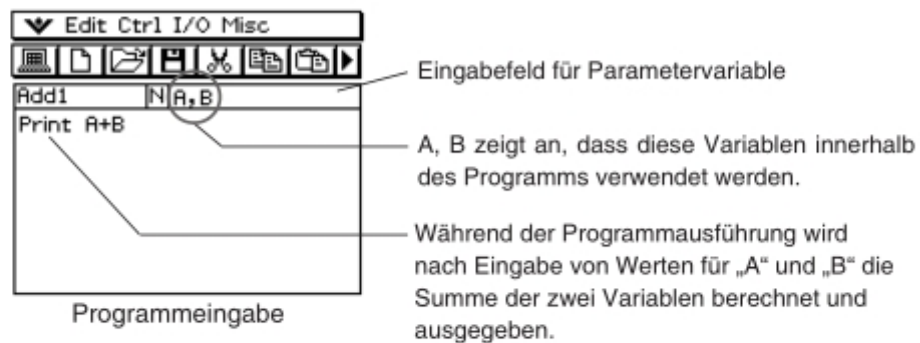 Edit Ctrl I/O Misc
Add1 N A,B
Print A+B
Programmeingabe
Eingabefeld für Parametervariable
A, B zeigt an, dass diese Variablen innerhalb
des Programms verwendet werden.
Während der Programmausführung wird
nach Eingabe von Werten für „A“ und „B“ die
Summe der zwei Variablen berechnet und
ausgegeben.